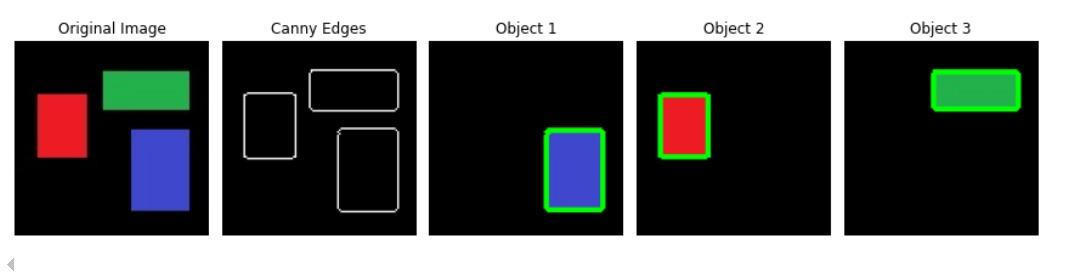 Original Image
Canny Edges
Object 1
Object 2
Object 3